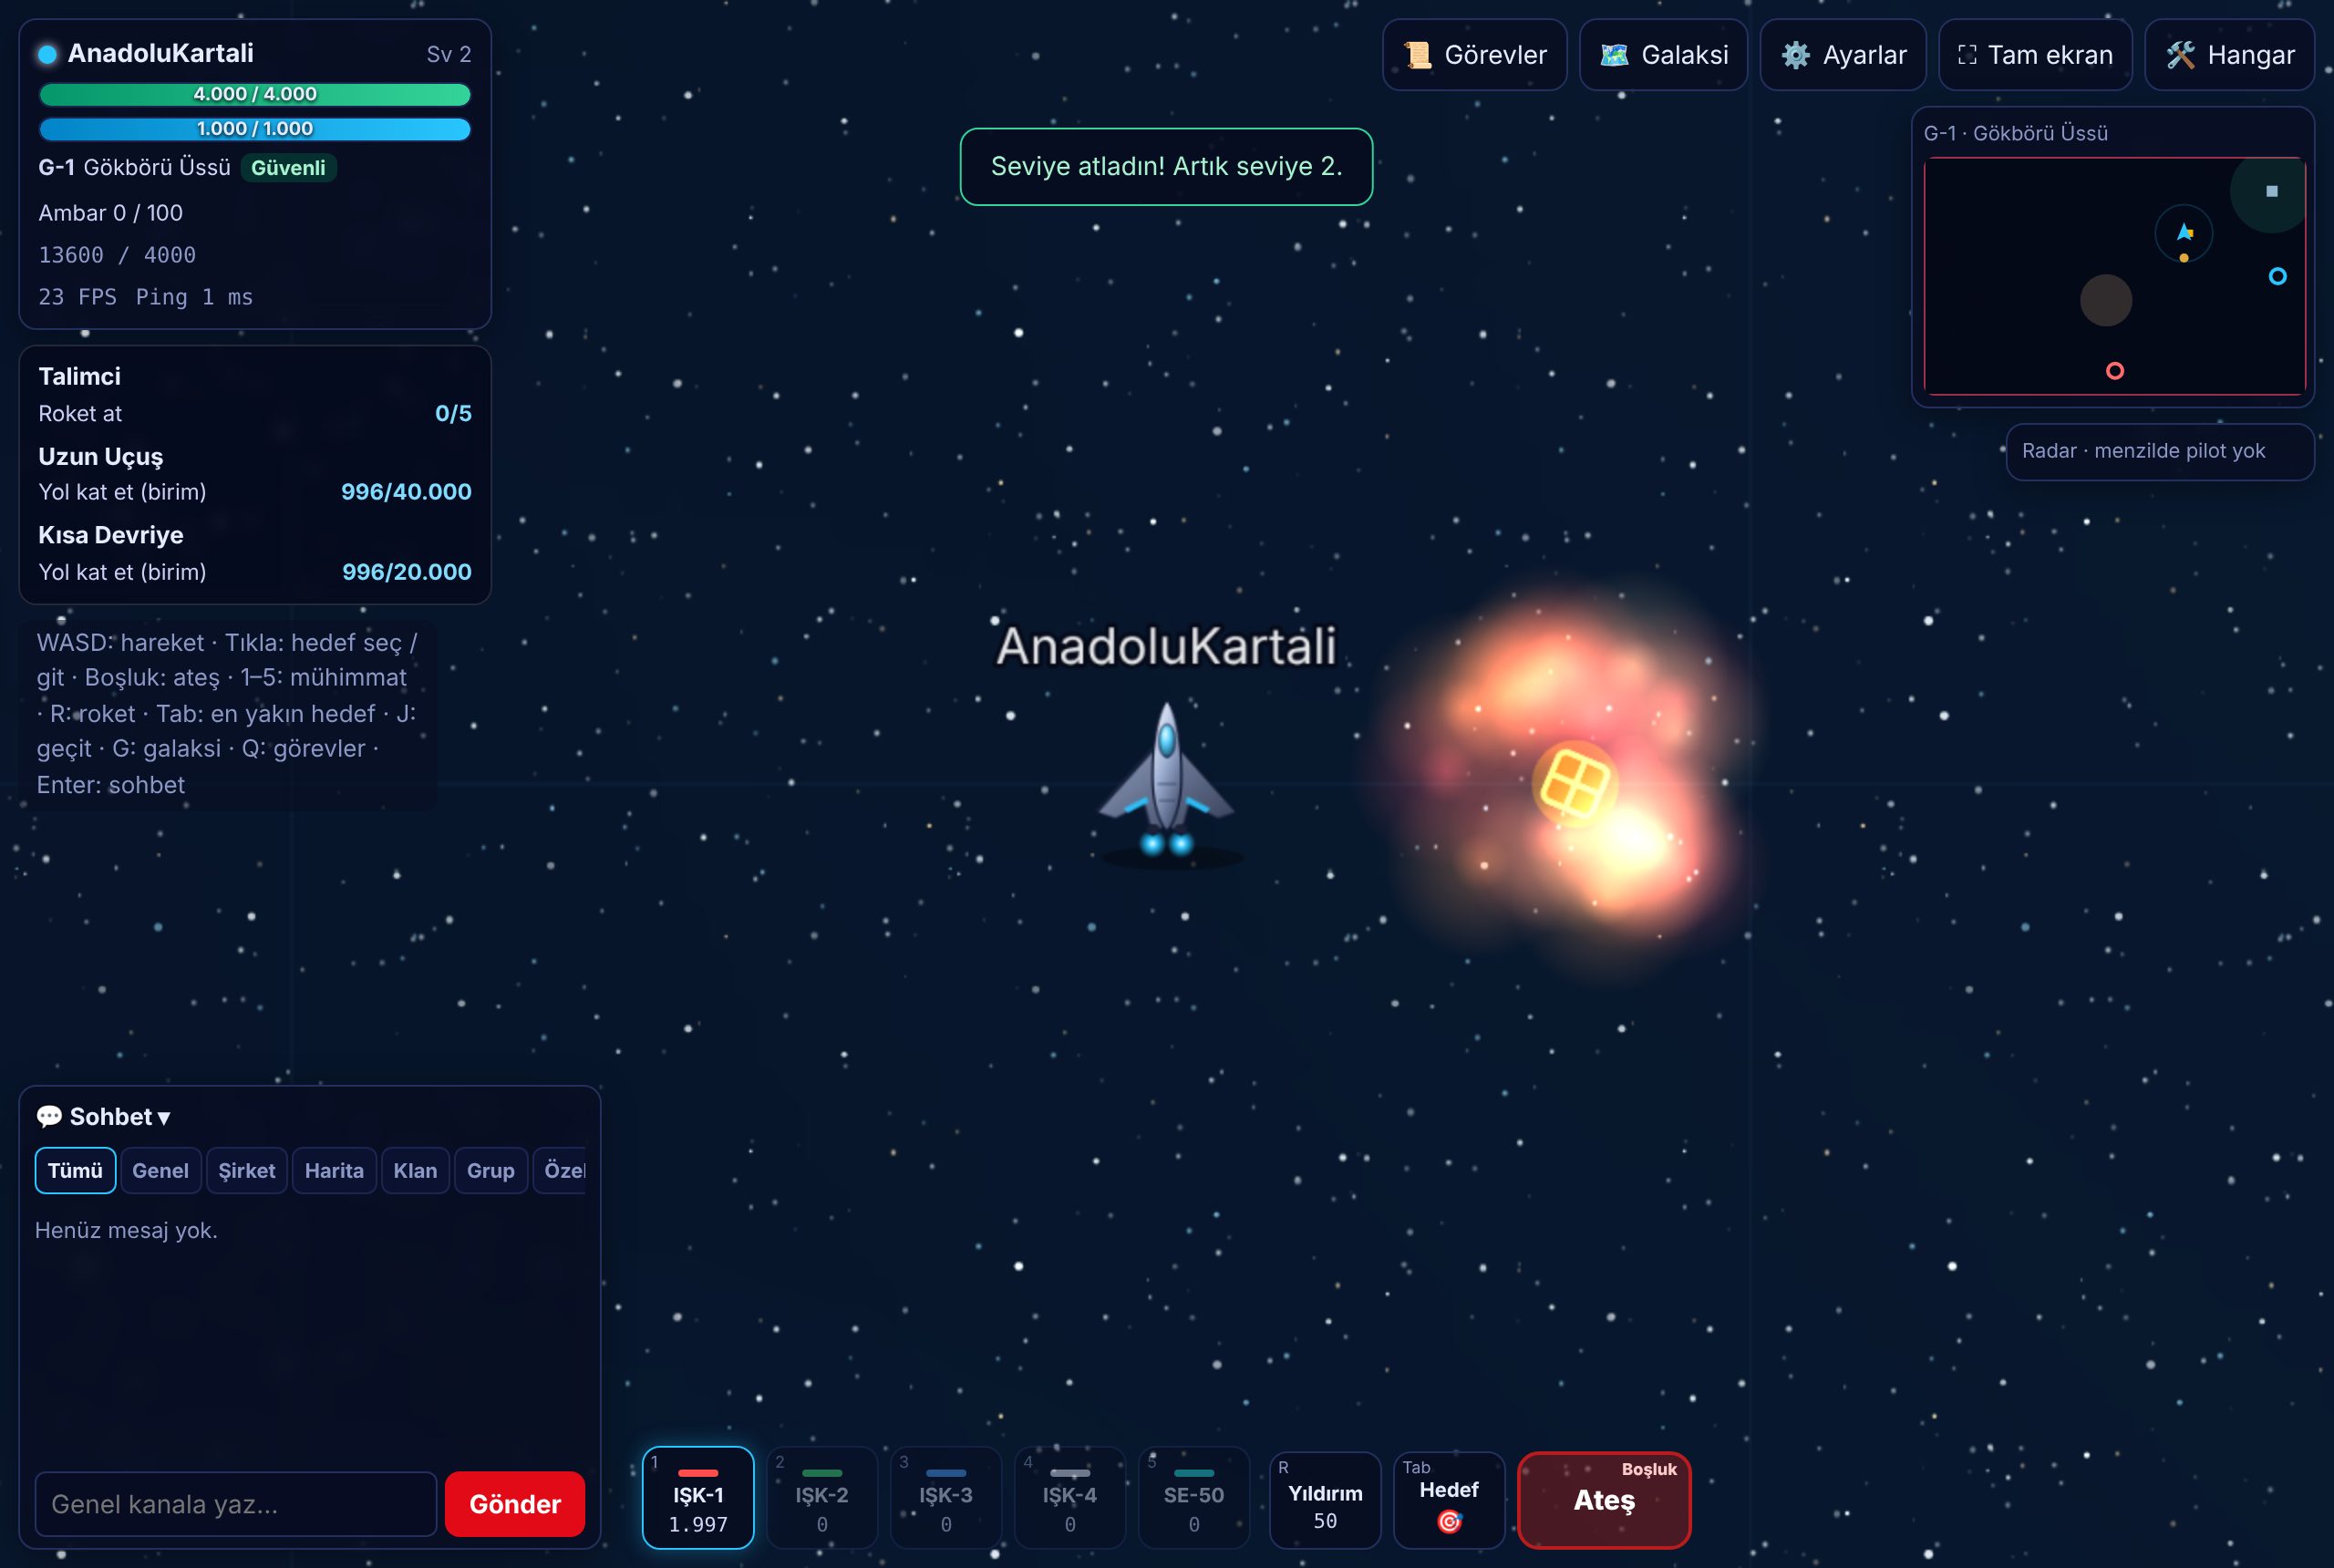 AnadoluKartali Sv 2
4.000 / 4.000
1.000 / 1.000
G-1 Gökbörü Üssü Güvenli
Ambar 0 / 100
13600 / 4000
23 FPS Ping 1 ms
Talimci
Roket at 0/5
Uzun Uçuş
Yol kat et (birim) 996/40.000
Kısa Devriye
Yol kat et (birim) 996/20.000
WASD: hareket · Tıkla: hedef seç /
git · Boşluk: ateş · 1–5: mühimmat
· R: roket · Tab: en yakın hedef · J:
geçit · G: galaksi · Q: görevler ·
Enter: sohbet
Görevler
Galaksi
Ayarlar
Tam ekran
Hangar
Seviye atladın! Artık seviye 2.
G-1 · Gökbörü Üssü
Radar · menzilde pilot yok
AnadoluKartali
Sohbet ▾
Tümü Genel Şirket Harita Klan Grup Özel
Henüz mesaj yok.
Genel kanala yaz...
Gönder
1
IŞK-1
1.997
2
IŞK-2
0
3
IŞK-3
0
4
IŞK-4
0
5
SE-50
0
R
Yıldırım
50
Tab
Hedef
Boşluk
Ateş